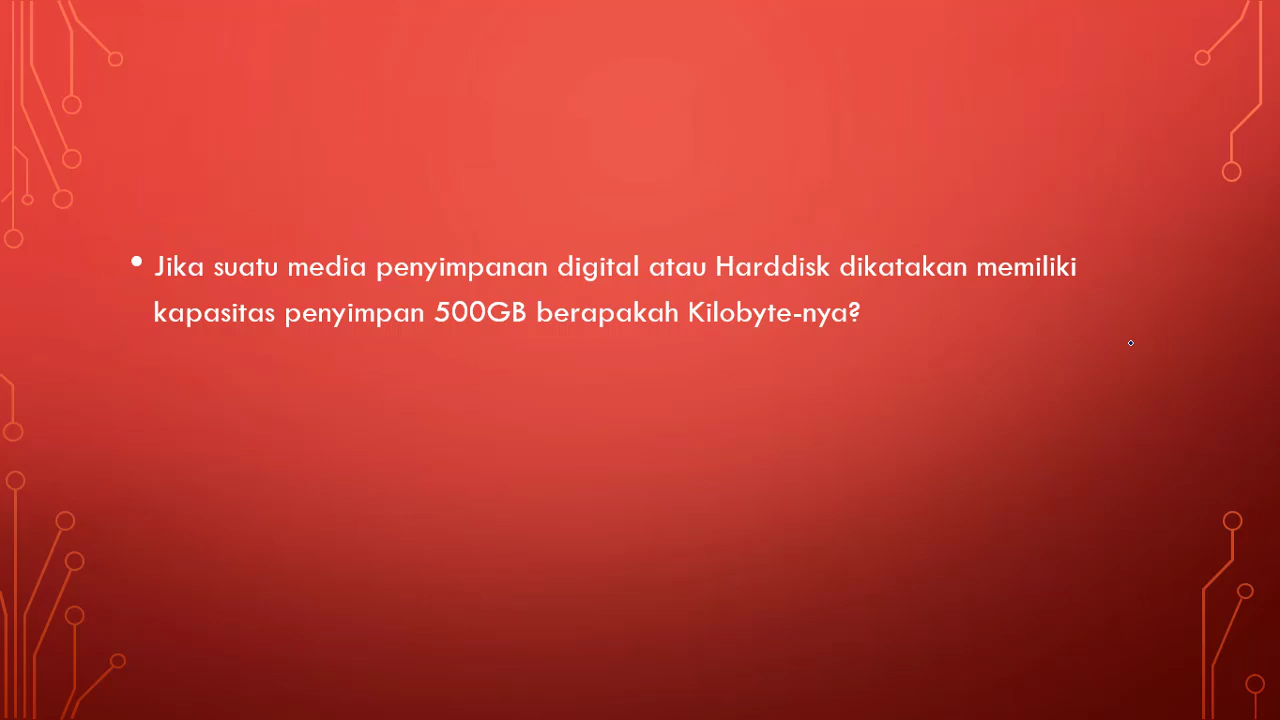 • Jika suatu media penyimpanan digital atau Harddisk dikatakan memiliki
kapasitas penyimpan 500GB berapakah Kilobyte-nya?